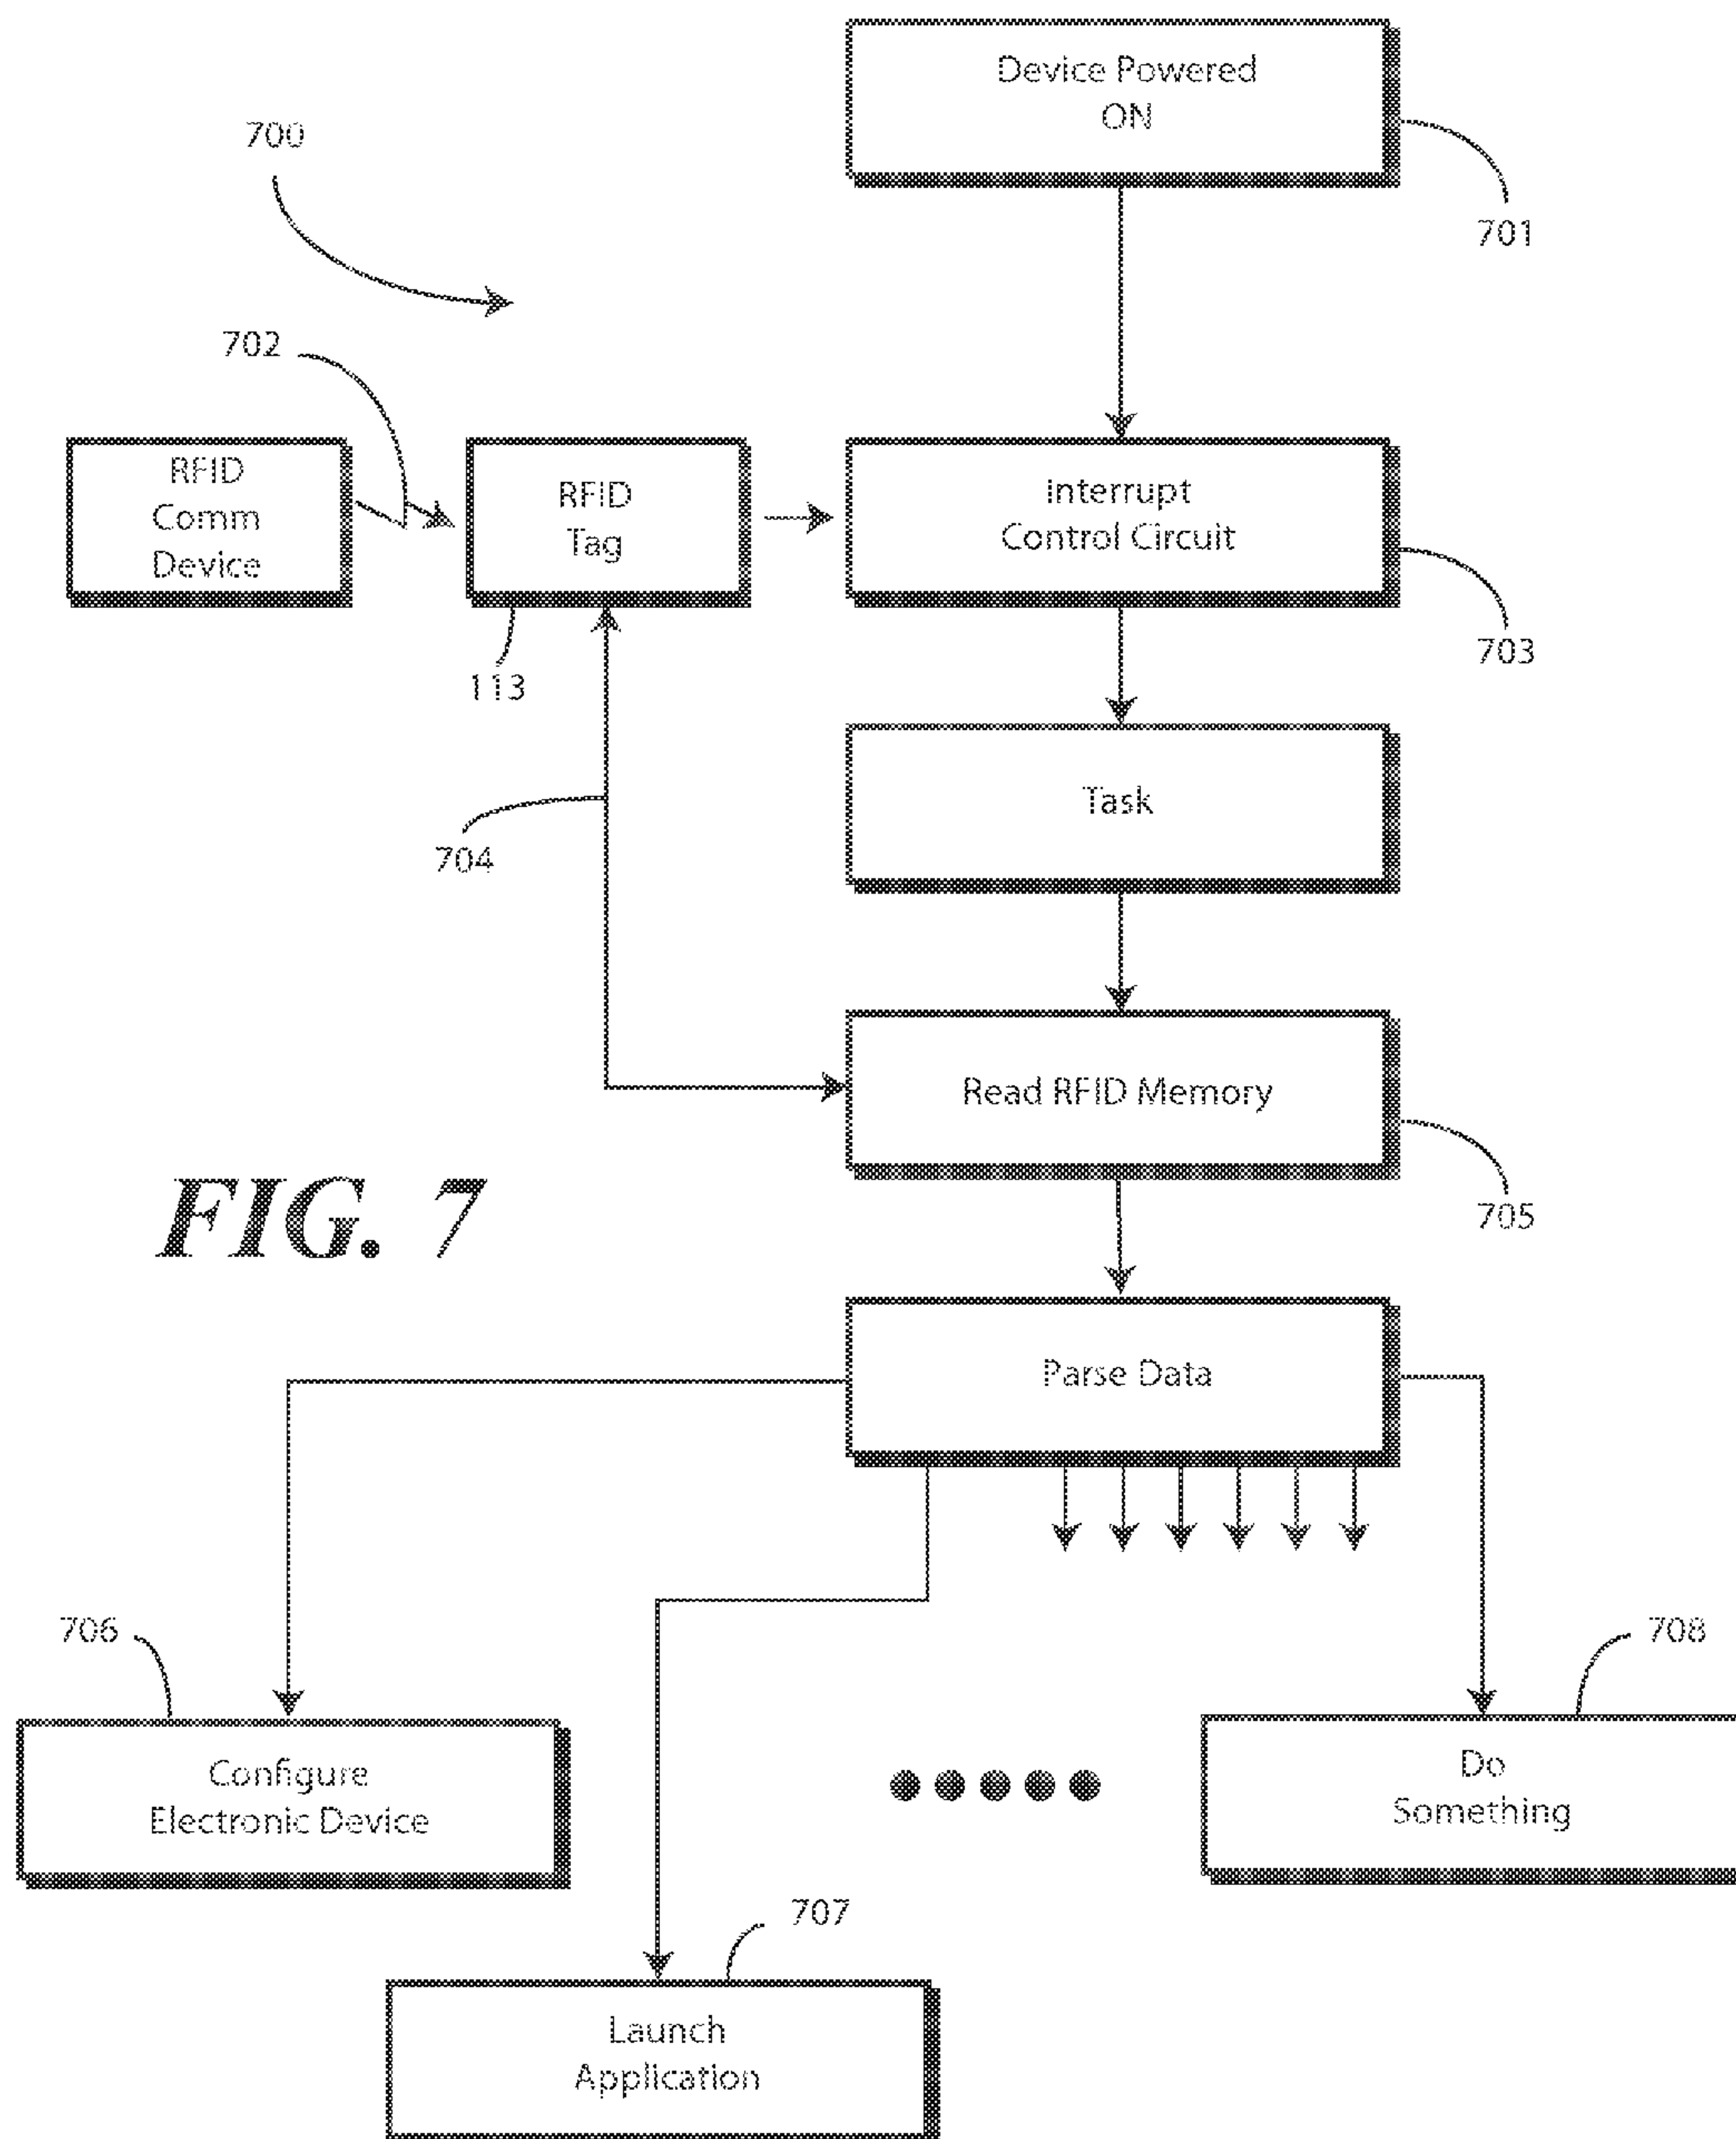 Device Powered
ON
700
701
702
RFID
Comm
Device
RFID
Tag
Interrupt
Control Circuit
113
703
Task
704
Read RFID Memory
705
FIG. 7
Parse Data
706
708
Configure
Electronic Device
Do
Something
707
Launch
Application